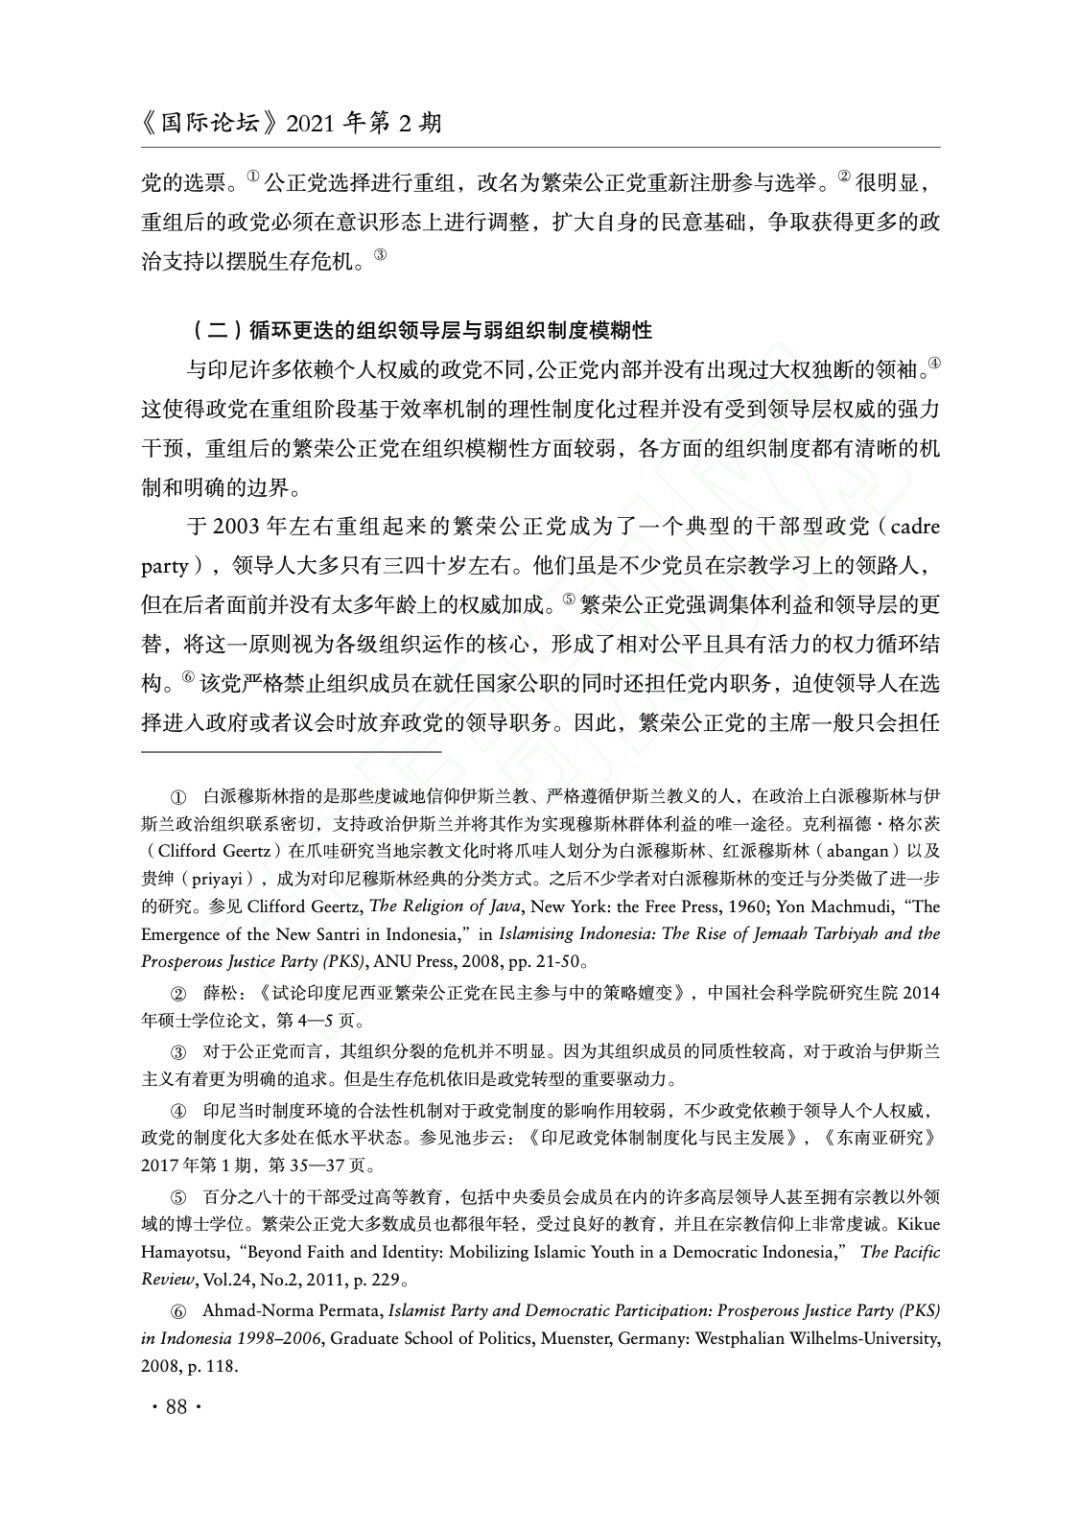 《国际论坛》2021 年第 2 期
党的选票。①公正党选择进行重组，改名为繁荣公正党重新注册参与选举。②很明显，
重组后的政党必须在意识形态上进行调整，扩大自身的民意基础，争取获得更多的政
治支持以摆脱生存危机。③
（二）循环更迭的组织领导层与弱组织制度模糊性
与印尼许多依赖个人权威的政党不同，公正党内部并没有出现过大权独断的领袖。④
这使得政党在重组阶段基于效率机制的理性制度化过程并没有受到领导层权威的强力
干预，重组后的繁荣公正党在组织模糊性方面较弱，各方面的组织制度都有清晰的机
制和明确的边界。
于 2003 年左右重组起来的繁荣公正党成为了一个典型的干部型政党（cadre
party），领导人大多只有三四十岁左右。他们虽是不少党员在宗教学习上的领路人，
但在后者面前并没有太多年龄上的权威加成。⑤繁荣公正党强调集体利益和领导层的更
替，将这一原则视为各级组织运作的核心，形成了相对公平且具有活力的权力循环结
构。⑥该党严格禁止组织成员在就任国家公职的同时还担任党内职务，迫使领导人在选
择进入政府或者议会时放弃政党的领导职务。因此，繁荣公正党的主席一般只会担任
① 白派穆斯林指的是那些虔诚地信仰伊斯兰教、严格遵循伊斯兰教义的人，在政治上白派穆斯林与伊
斯兰政治组织联系密切，支持政治伊斯兰并将其作为实现穆斯林群体利益的唯一途径。克利福德·格尔茨
（Clifford Geertz）在爪哇研究当地宗教文化时将爪哇人划分为白派穆斯林、红派穆斯林（abangan）以及
贵绅（priyayi），成为对印尼穆斯林经典的分类方式。之后不少学者对白派穆斯林的变迁与分类做了进一步
的研究。参见 Clifford Geertz, The Religion of Java, New York: the Free Press, 1960; Yon Machmudi, “The
Emergence of the New Santri in Indonesia,” in Islamising Indonesia: The Rise of Jemaah Tarbiyah and the
Prosperous Justice Party (PKS), ANU Press, 2008, pp. 21-50。
② 薛松：《试论印度尼西亚繁荣公正党在民主参与中的策略嬗变》，中国社会科学院研究生院 2014
年硕士学位论文，第 4—5 页。
③ 对于公正党而言，其组织分裂的危机并不明显。因为其组织成员的同质性较高，对于政治与伊斯兰
主义有着更为明确的追求。但是生存危机依旧是政党转型的重要驱动力。
④ 印尼当时制度环境的合法性机制对于政党制度的影响作用较弱，不少政党依赖于领导人个人权威，
政党的制度化大多处在低水平状态。参见池步云：《印尼政党体制制度化与民主发展》，《东南亚研究》
2017 年第 1 期，第 35—37 页。
⑤ 百分之八十的干部受过高等教育，包括中央委员会成员在内的许多高层领导人甚至拥有宗教以外领
域的博士学位。繁荣公正党大多数成员也都很年轻，受过良好的教育，并且在宗教信仰上非常虔诚。Kikue
Hamayotsu, “Beyond Faith and Identity: Mobilizing Islamic Youth in a Democratic Indonesia,” The Pacific
Review, Vol.24, No.2, 2011, p. 229。
⑥ Ahmad-Norma Permata, Islamist Party and Democratic Participation: Prosperous Justice Party (PKS)
in Indonesia 1998–2006, Graduate School of Politics, Muenster, Germany: Westphalian Wilhelms-University,
2008, p. 118.
· 88 ·